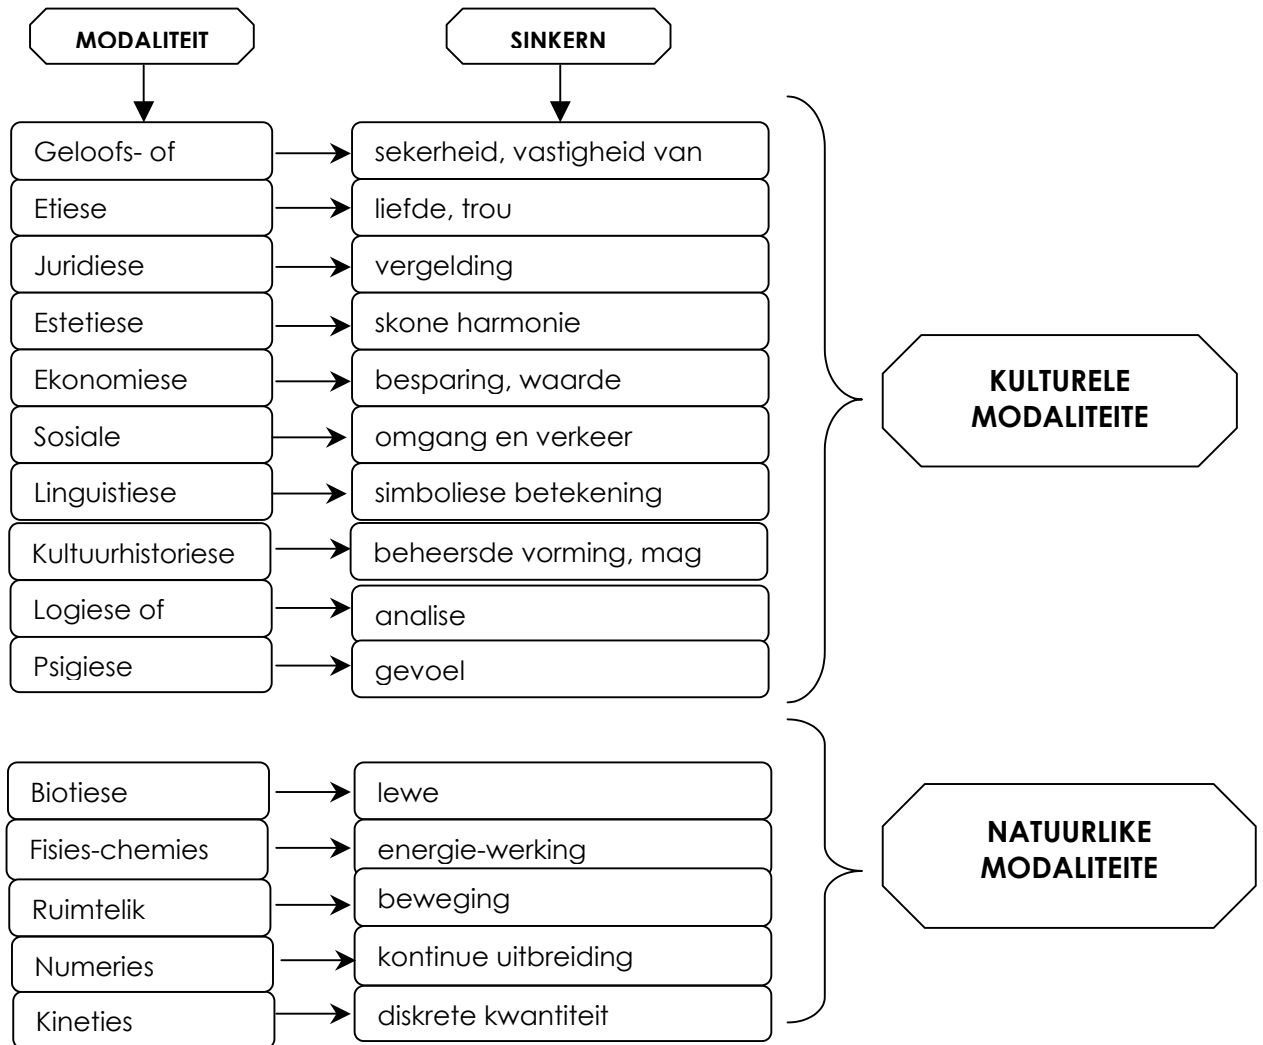 MODALITEIT
SINKERN
Geloofs- of
sekerheid, vastigheid van
Etiese
liefde, trou
Juridiese
vergelding
Estetiese
skone harmonie
Ekonomiese
besparing, waarde
Sosiale
omgang en verkeer
Linguistiese
simboliese betekening
Kultuurhistoriese
beheersde vorming, mag
Logiese of
analise
Psigiese
gevoel
KULTURELE
MODALITEITE
Biotiese
lewe
Fisies-chemies
energie-werking
Ruimtelik
beweging
Numeries
kontinue uitbreiding
Kineties
diskrete kwantiteit
NATUURLIKE
MODALITEITE